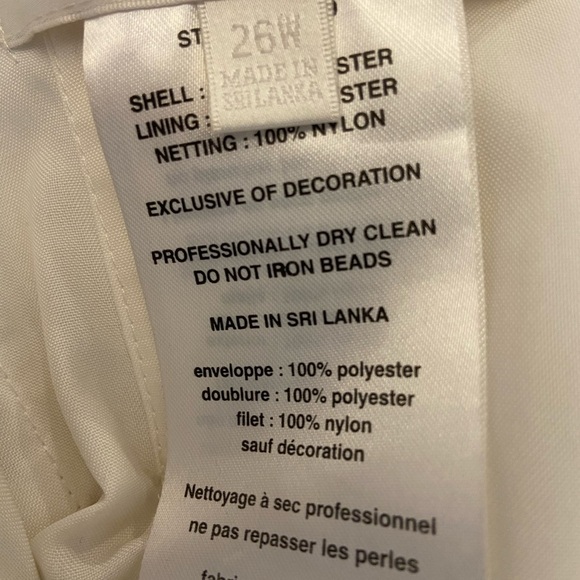 ST
26W
MADE IN
SRI LANKA
STER
SHELL :
STER
LINING :
NETTING : 100% NYLON
EXCLUSIVE OF DECORATION
PROFESSIONALLY DRY CLEAN
DO NOT IRON BEADS
MADE IN SRI LANKA
enveloppe : 100% polyester
doublure : 100% polyester
filet : 100% nylon
sauf décoration
Nettoyage à sec professionnel
ne pas repasser les perles